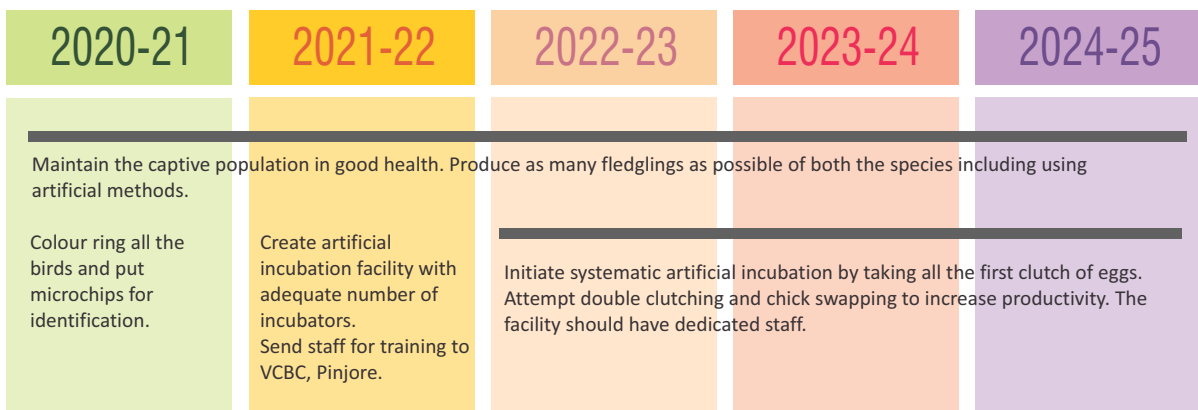 2020-21
2021-22
2022-23
2023-24
2024-25
Maintain the captive population in good health. Produce as many fledglings as possible of both the species including using
artificial methods.
Colour ring all the
birds and put
microchips for
identification.
Create artificial
incubation facility with
adequate number of
incubators.
Send staff for training to
VCBC, Pinjore.
Initiate systematic artificial incubation by taking all the first clutch of eggs.
Attempt double clutching and chick swapping to increase productivity. The
facility should have dedicated staff.